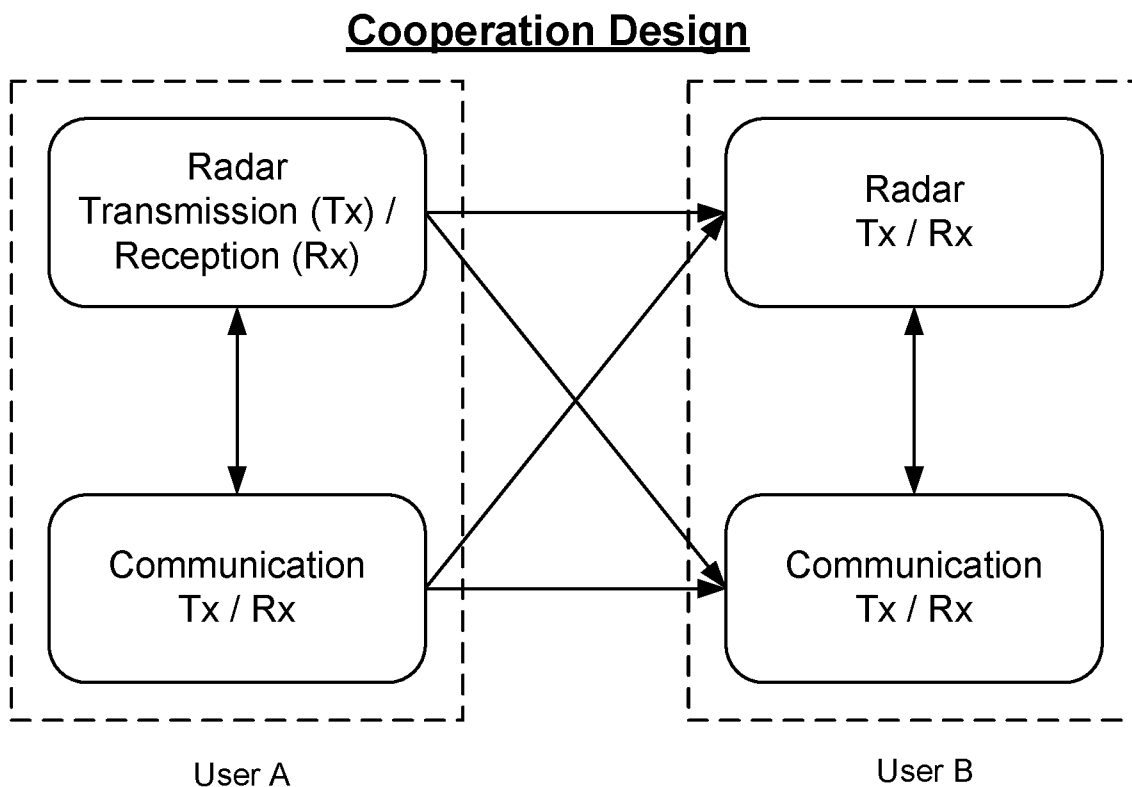 Cooperation Design
Radar
Transmission (Tx) /
Reception (Rx)
Radar
Tx / Rx
Communication
Tx / Rx
Communication
Tx / Rx
User A
User B